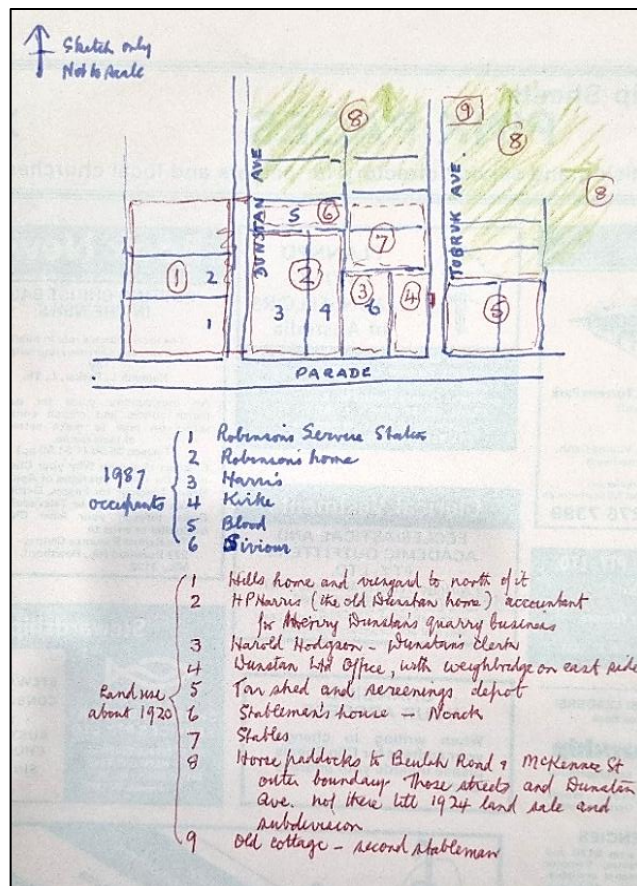 Sketch only
Not to scale
8
9
8
8
DUNSTAN AVE
TOBRUK AVE.
5 6
7
1 2
2
3 4
3
6
4
5
1
PARADE
1987 occupants
1 Robinson's Service Station
2 Robinson's home
3 Harris
4 Kirke
5 Blood
6 Siviour
Land use about 1920
1 Hills home and vineyard to north of it
2 HP Harris (the old Dunstan home) accountant
for Henry Dunstan's quarry business
3 Harold Hodgson - Dunstan's clerk
4 Dunstan Ltd Office, with weighbridge on east side
5 Tar shed and screenings depot
6 Stableman's house - Noack
7 Stables
8 Horse paddocks to Beulah Road & McKenzie St
outer boundary. Those streets and Dunstan
Ave. not there till 1924 land sale and
subdivision
9 Old cottage - second stableman